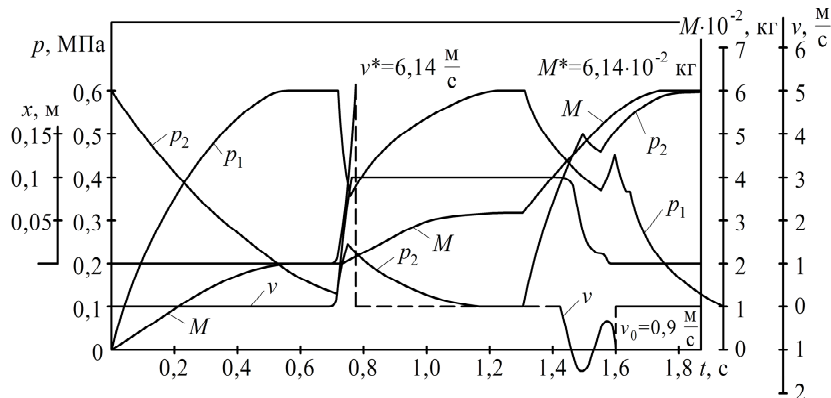 p, МПа
x, м
0,15
0,1
0,05
0,6
0,5
0,4
0,3
0,2
0,1
0
p₂
p₁
v
M
v*=6,14 м/с
M*=6,14·10⁻² кг
M
p₂
M
p₂
p₁
v
v₀=0,9 м/с
M·10⁻², кг
7
6
5
4
3
2
1
0
v, м/с
6
5
4
3
2
1
0
1
2
0,2 0,4 0,6 0,8 1,0 1,2 1,4 1,6 1,8 t, с